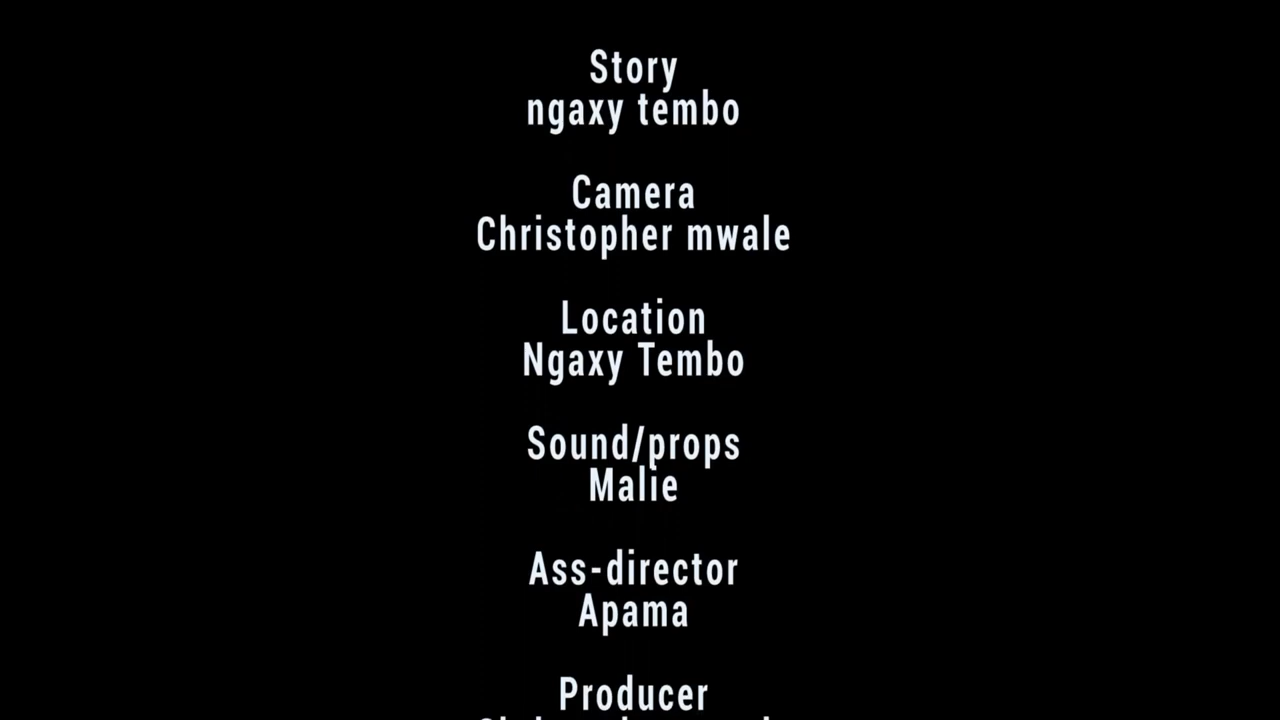 Story
ngaxy tembo
Camera
Christopher mwale
Location
Ngaxy Tembo
Sound/props
Malie
Ass-director
Apama
Producer